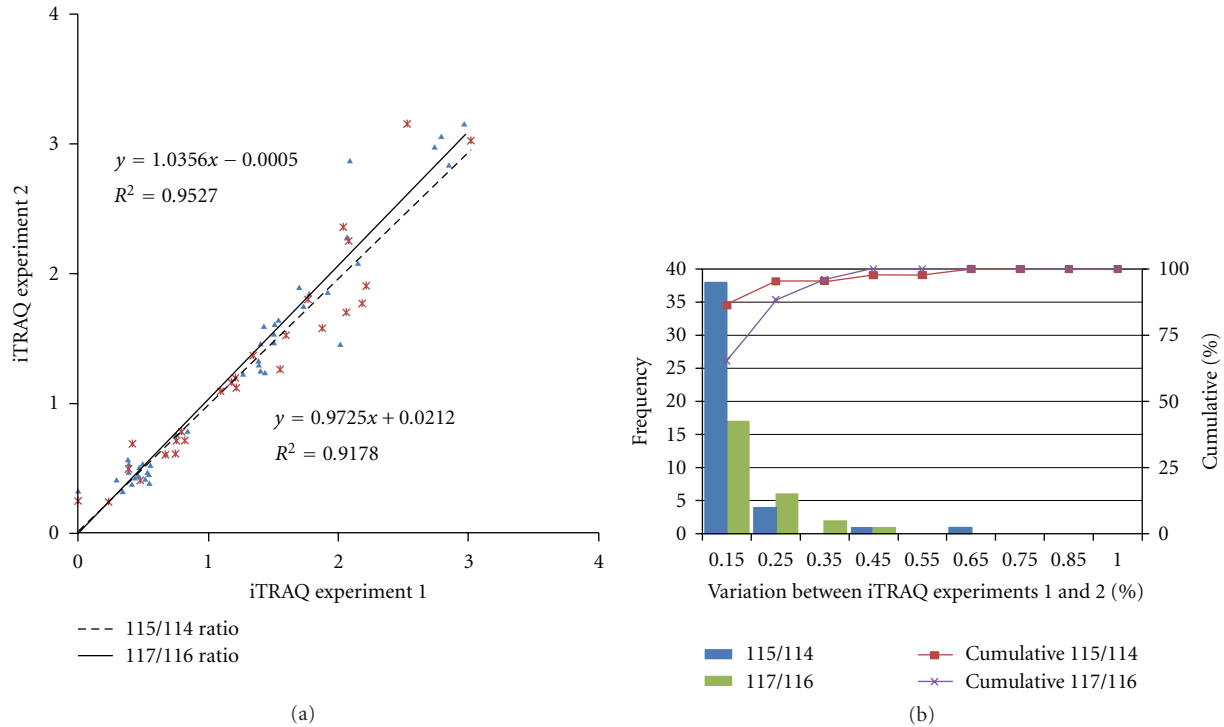 4
3
2
1
0
iTRAQ experiment 2
y = 1.0356x − 0.0005
R² = 0.9527
y = 0.9725x + 0.0212
R² = 0.9178
0 1 2 3 4
iTRAQ experiment 1
115/114 ratio
117/116 ratio
(a)
40
35
30
25
20
15
10
5
0
Frequency
100
75
50
25
0
Cumulative (%)
0.15 0.25 0.35 0.45 0.55 0.65 0.75 0.85 1
Variation between iTRAQ experiments 1 and 2 (%)
115/114
117/116
Cumulative 115/114
Cumulative 117/116
(b)